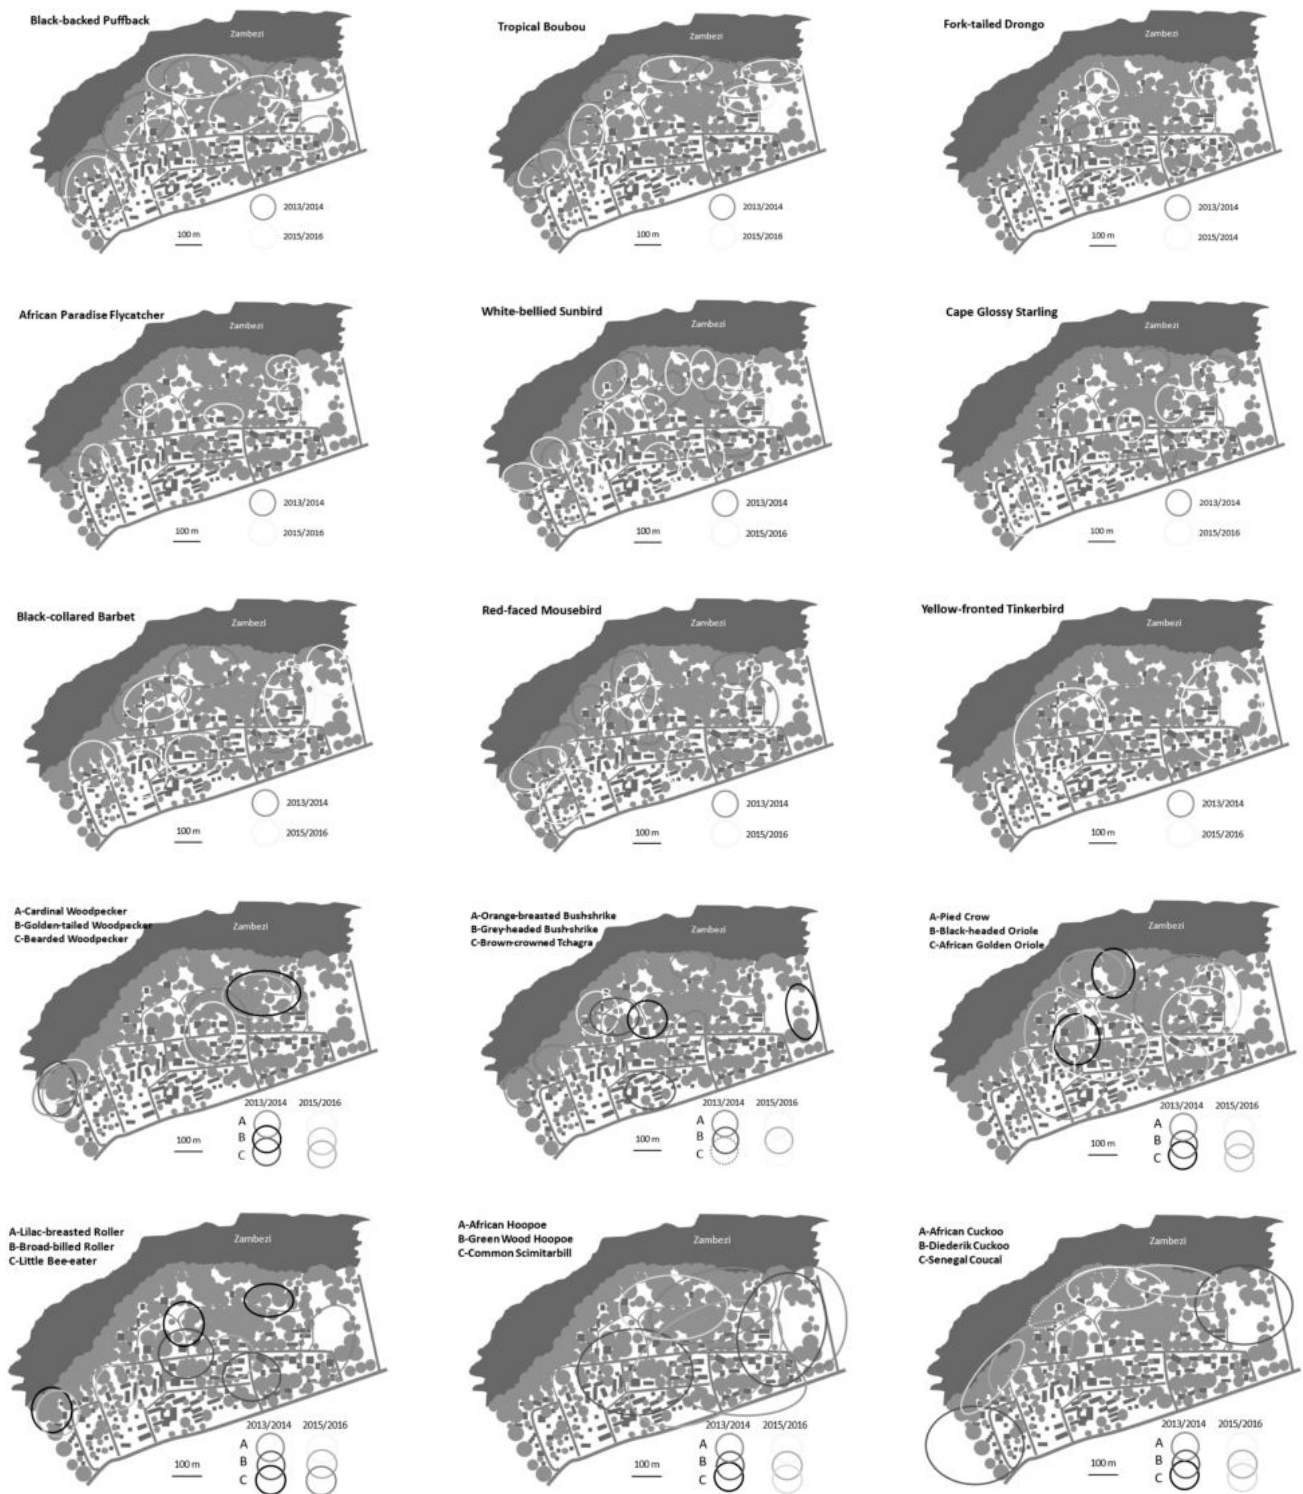 Black-backed Puffback
Zambezi
2013/2014
2015/2016
100 m
Tropical Boubou
Zambezi
2013/2014
2015/2016
100 m
Fork-tailed Drongo
Zambezi
2013/2014
2015/2014
100 m
African Paradise Flycatcher
Zambezi
2013/2014
2015/2016
100 m
White-bellied Sunbird
Zambezi
2013/2014
2015/2016
100 m
Cape Glossy Starling
Zambezi
2013/2014
2015/2016
100 m
Black-collared Barbet
Zambezi
2013/2014
2015/2016
100 m
Red-faced Mousebird
Zambezi
2013/2014
2015/2016
100 m
Yellow-fronted Tinkerbird
Zambezi
2013/2014
2015/2016
100 m
A-Cardinal Woodpecker
B-Golden-tailed Woodpecker
C-Bearded Woodpecker
Zambezi
2013/2014 2015/2016
A
B
C
100 m
A-Orange-breasted Bush-shrike
B-Grey-headed Bush-shrike
C-Brown-crowned Tchagra
Zambezi
2013/2014 2015/2016
A
B
C
100 m
A-Pied Crow
B-Black-headed Oriole
C-African Golden Oriole
Zambezi
2013/2014 2015/2016
A
B
C
100 m
A-Lilac-breasted Roller
B-Broad-billed Roller
C-Little Bee-eater
Zambezi
2013/2014 2015/2016
A
B
C
100 m
A-African Hoopoe
B-Green Wood Hoopoe
C-Common Scimitarbill
Zambezi
2013/2014 2015/2016
A
B
C
100 m
A-African Cuckoo
B-Diederik Cuckoo
C-Senegal Coucal
Zambezi
2013/2014 2015/2016
A
B
C
100 m